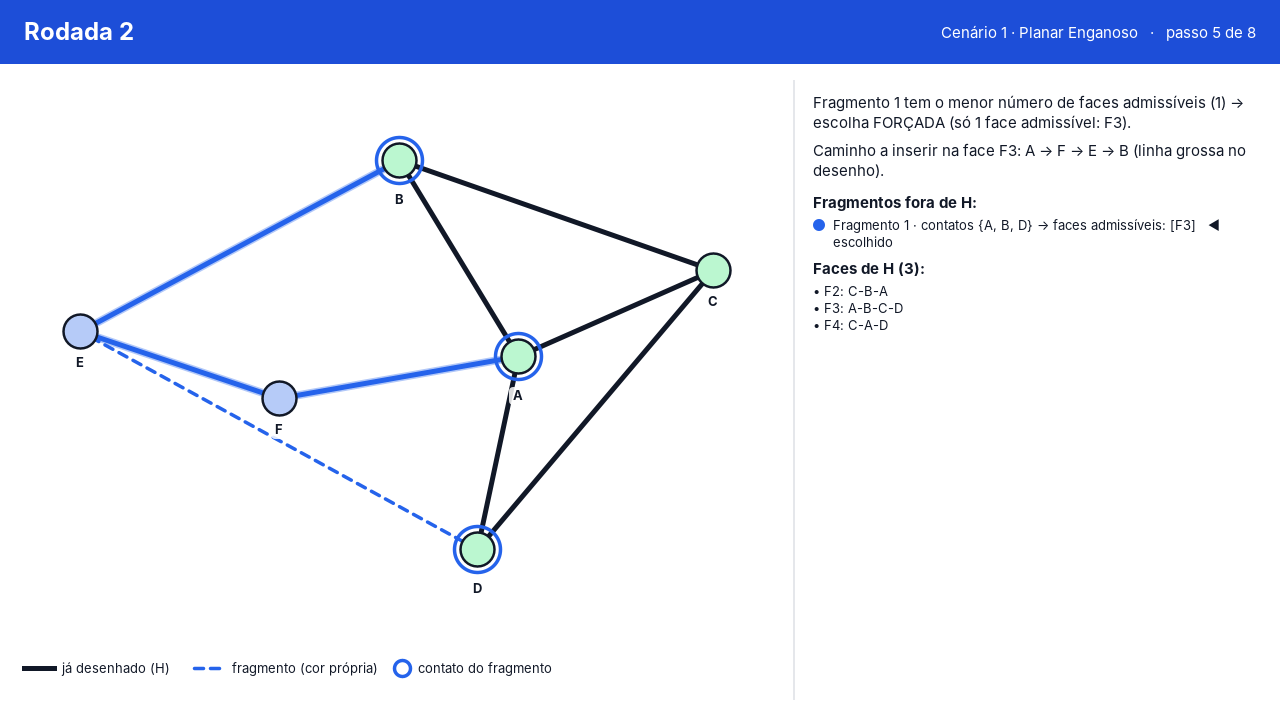 Rodada 2
Cenário 1 · Planar Enganoso · passo 5 de 8
Fragmento 1 tem o menor número de faces admissíveis (1) →
escolha FORÇADA (só 1 face admissível: F3).
Caminho a inserir na face F3: A → F → E → B (linha grossa no
desenho).
Fragmentos fora de H:
Fragmento 1 · contatos {A, B, D} → faces admissíveis: [F3] ◄
escolhido
Faces de H (3):
• F2: C-B-A
• F3: A-B-C-D
• F4: C-A-D
B
C
E
A
F
D
já desenhado (H)
fragmento (cor própria)
contato do fragmento